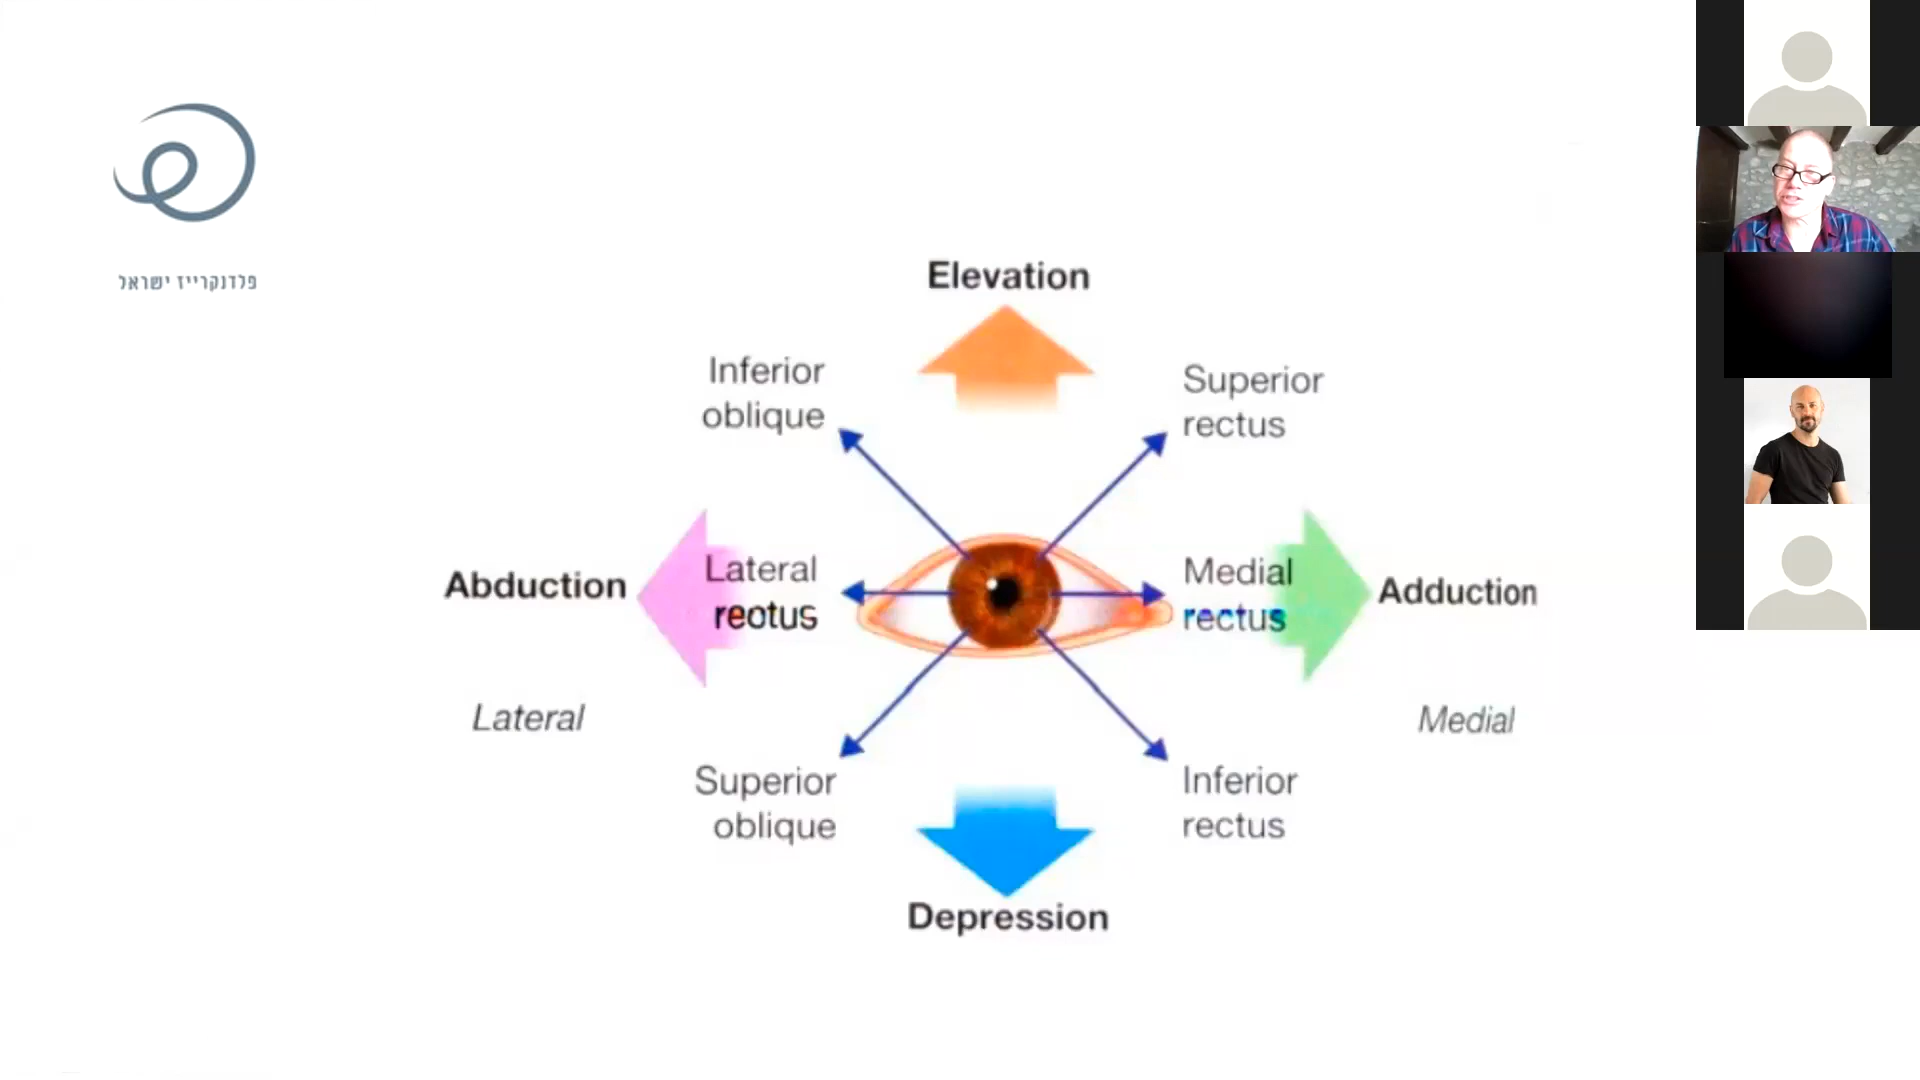 פלדנקרייז ישראל
Elevation
Inferior
oblique
Superior
rectus
Abduction
Lateral
rectus
Medial
rectus
Adduction
Lateral
Medial
Superior
oblique
Inferior
rectus
Depression